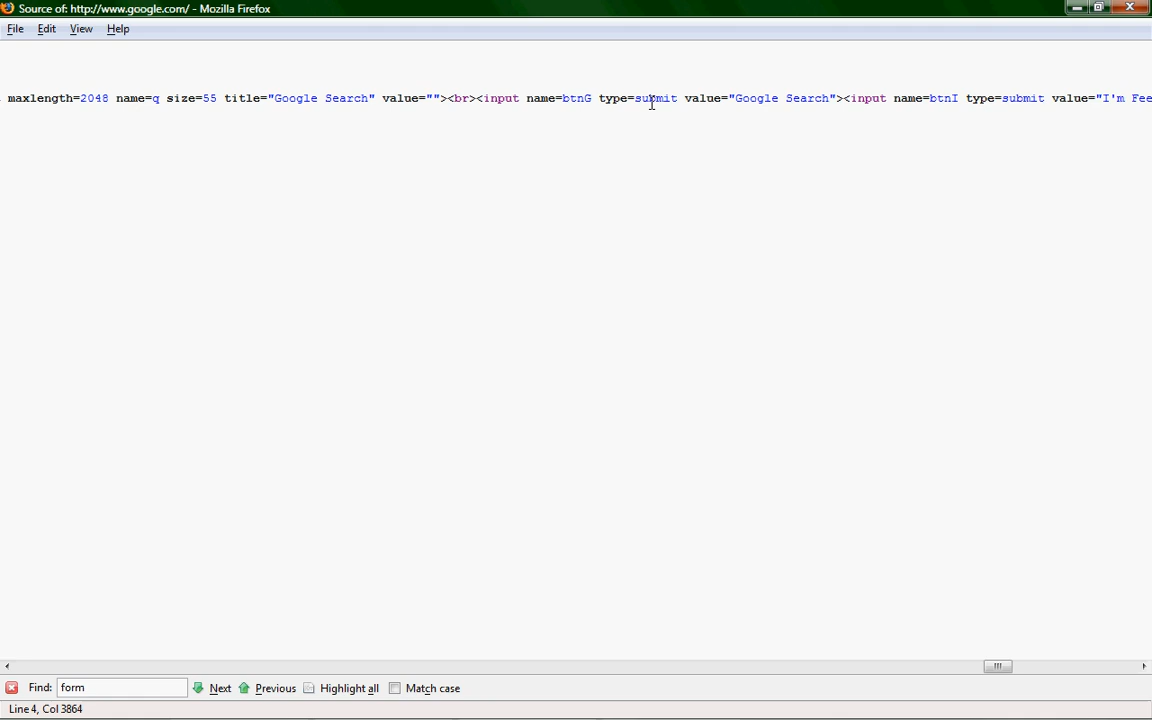 Source of: http://www.google.com/ - Mozilla Firefox
File Edit View Help
maxlength=2048 name=q size=55 title="Google Search" value=""><br><input name=btnG type=submit value="Google Search"><input name=btnI type=submit value="I'm Fee
Find: form Next Previous Highlight all Match case
Line 4, Col 3864